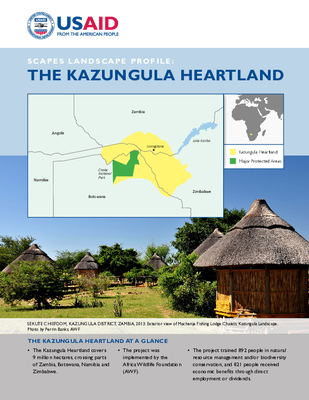 USAID
FROM THE AMERICAN PEOPLE
SCAPES LANDSCAPE PROFILE:
THE KAZUNGULA HEARTLAND
Zambia
Angola
Livingstone
Lake Kariba
Chobe
National
Park
Namibia
Botswana
Zimbabwe
Kazungula Heartland
Major Protected Areas
SEKUTE CHIEFDOM, KAZUNGULA DISTRICT, ZAMBIA, 2013: Exterior view of Machenje Fishing Lodge Chalets, Kazungula Landscape.
Photo by Perrin Banks, AWF
THE KAZUNGULA HEARTLAND AT A GLANCE
• The Kazungula Heartland covers
9 million hectares, crossing parts
of Zambia, Botswana, Namibia and
Zimbabwe.
• The project was
implemented by the
Africa Wildlife Foundation
(AWF).
• The project trained 892 people in natural
resource management and/or biodiversity
conservation, and 821 people received
economic benefits through direct
employment or dividends.